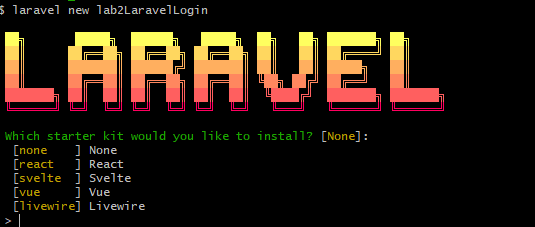 $ laravel new lab2LaravelLogin
LARAVEL
Which starter kit would you like to install? [None]:
[none    ] None
[react   ] React
[svelte  ] Svelte
[vue     ] Vue
[livewire] Livewire
>